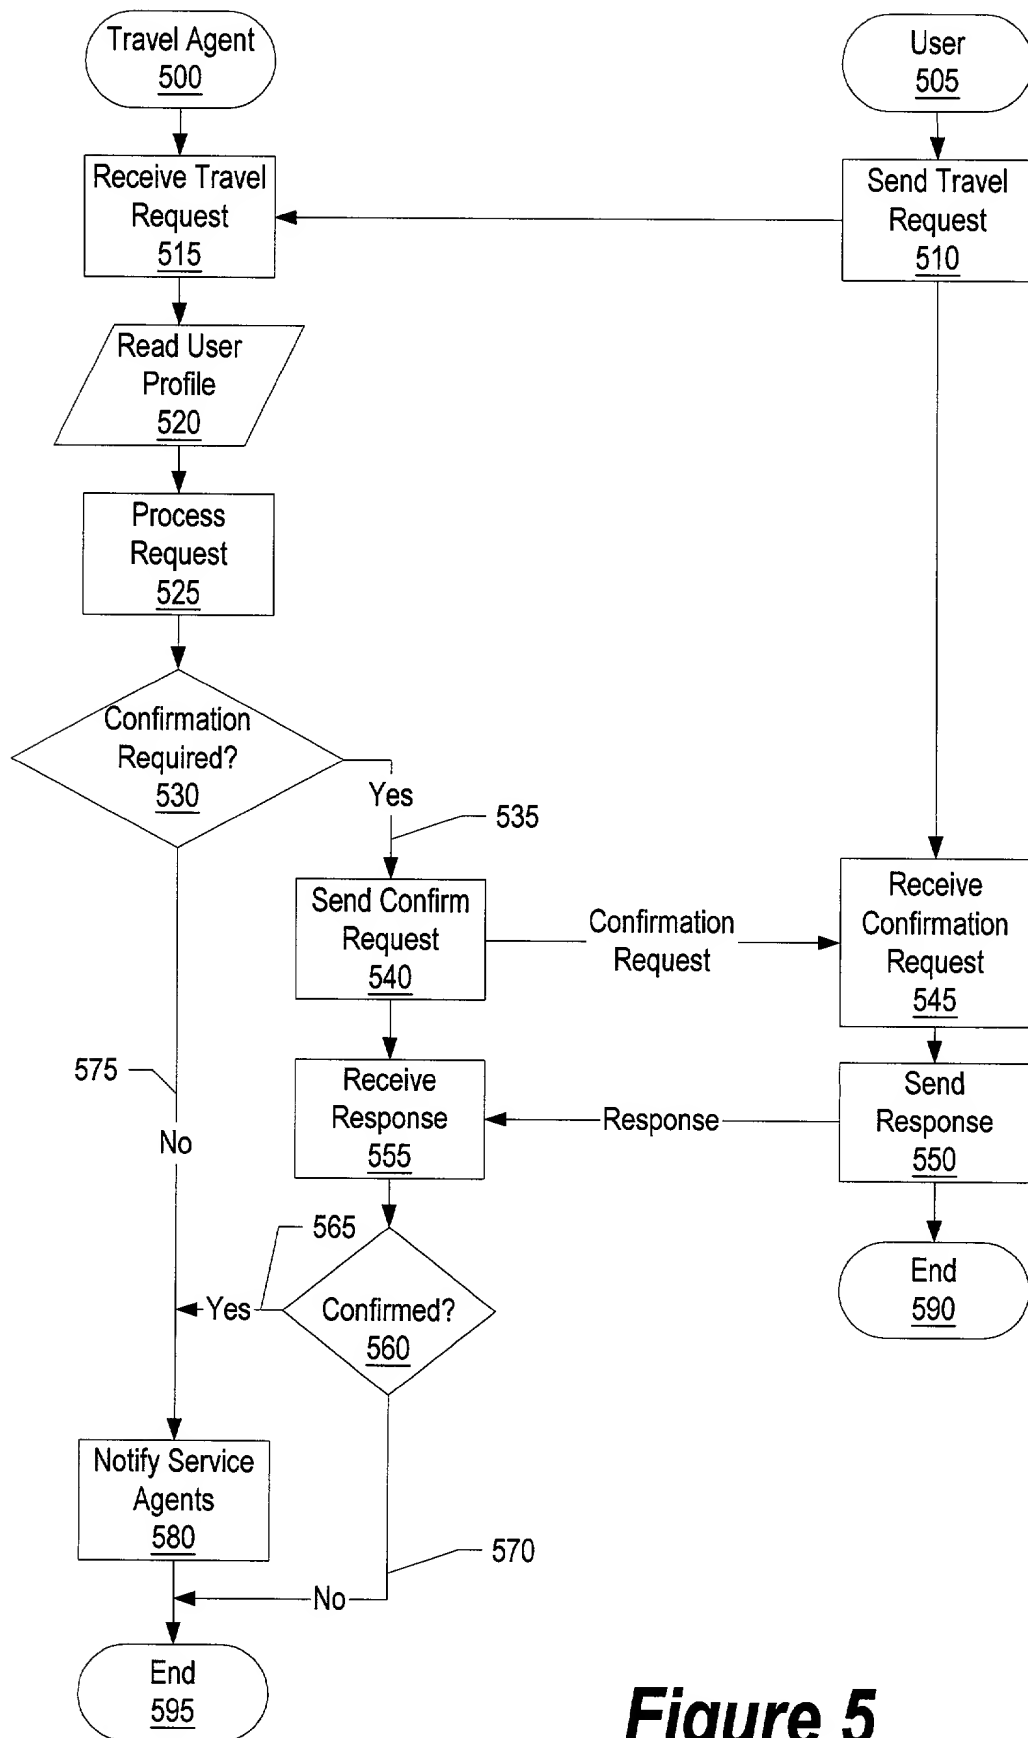 Travel Agent
500
User
505
Receive Travel
Request
515
Send Travel
Request
510
Read User
Profile
520
Process
Request
525
Confirmation
Required?
530
Yes
535
Send Confirm
Request
540
Confirmation
Request
Receive
Confirmation
Request
545
575
No
Receive
Response
555
Response
Send
Response
550
565
Yes
Confirmed?
560
End
590
Notify Service
Agents
580
570
No
End
595
Figure 5